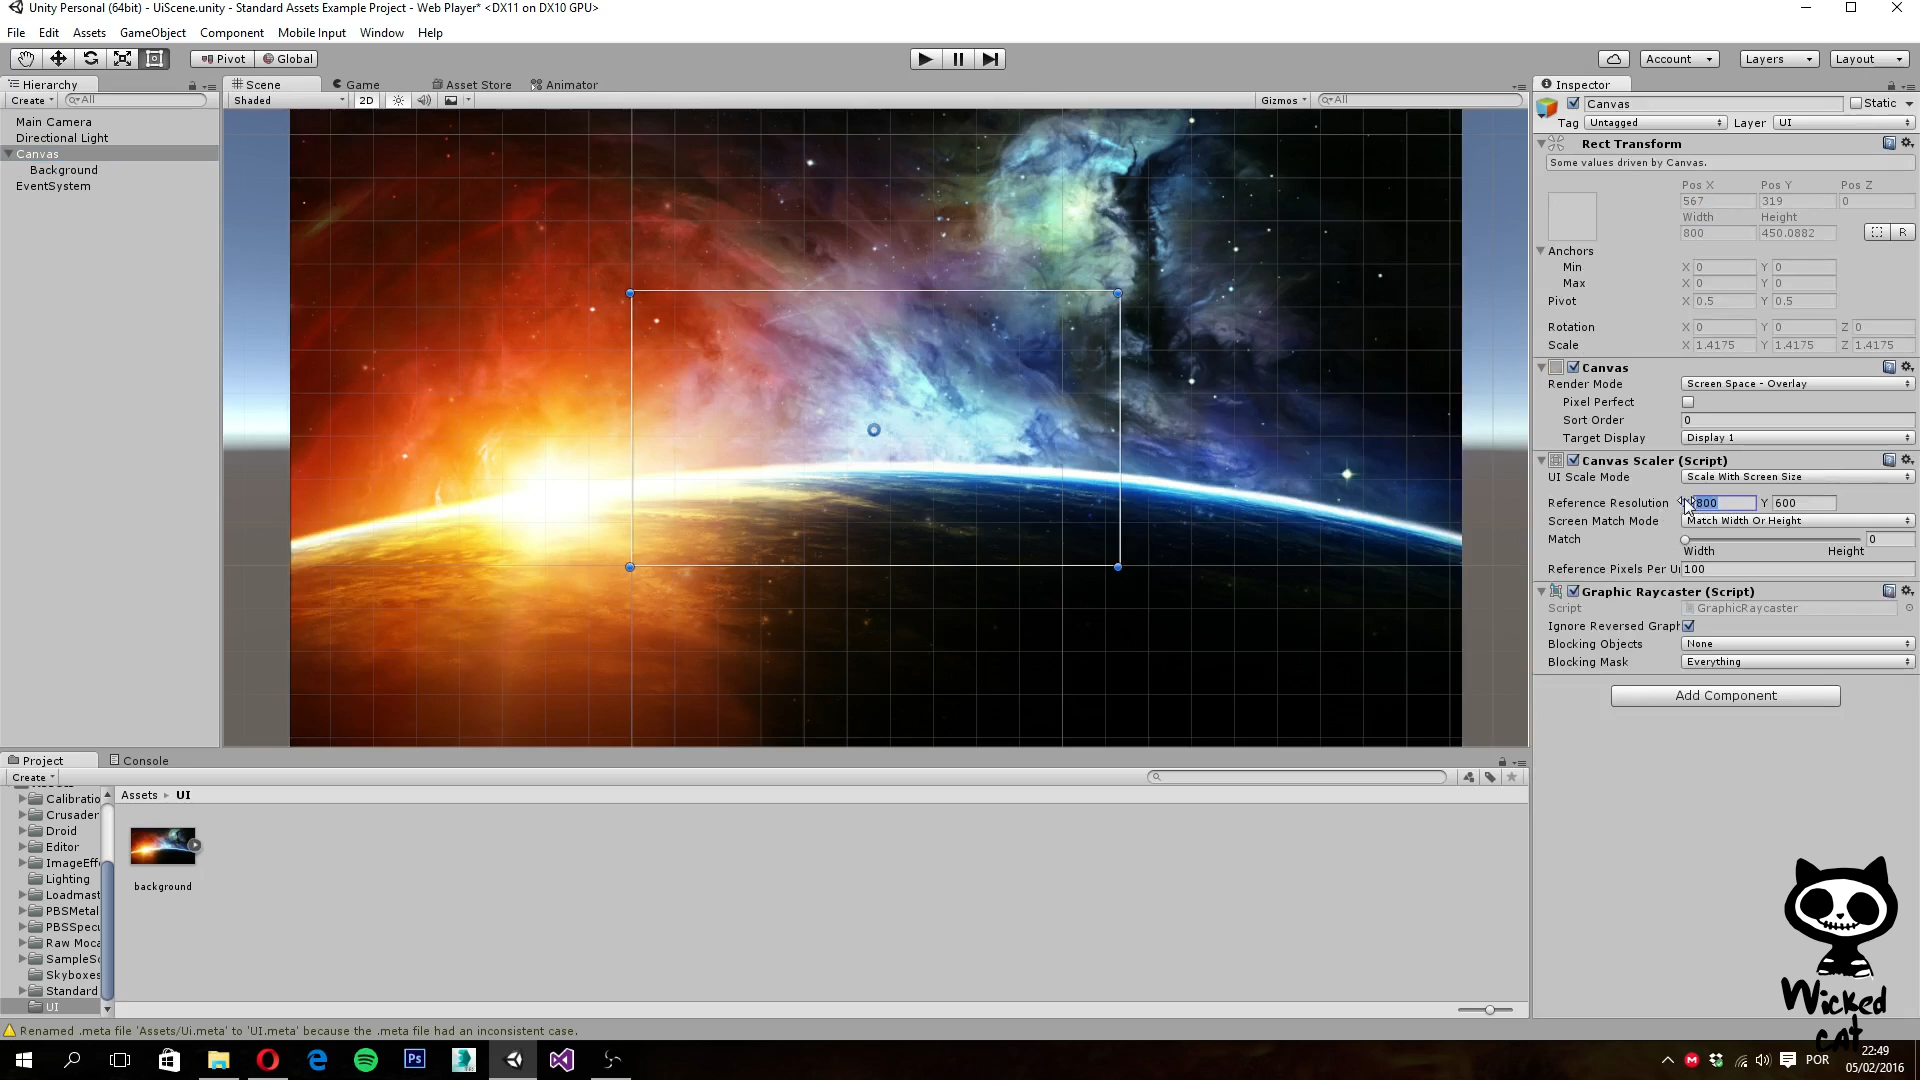 Unity Personal (64bit) - UiScene.unity - Standard Assets Example Project - Web Player* <DX11 on DX10 GPU>
File Edit Assets GameObject Component Mobile Input Window Help
Pivot Global Account Layers Layout
Hierarchy
Create All
Main Camera
Directional Light
Canvas
Background
EventSystem
Scene Game Asset Store Animator
Shaded 2D Gizmos All
Inspector
Canvas Static
Tag Untagged Layer UI
Rect Transform
Some values driven by Canvas.
Pos X Pos Y Pos Z
567 319 0
Width Height
800 450.0882 R
Anchors
Min X 0 Y 0
Max X 0 Y 0
Pivot X 0.5 Y 0.5
Rotation X 0 Y 0 Z 0
Scale X 1.4175 Y 1.4175 Z 1.4175
Canvas
Render Mode Screen Space - Overlay
Pixel Perfect
Sort Order 0
Target Display Display 1
Canvas Scaler (Script)
UI Scale Mode Scale With Screen Size
Reference Resolution 800 Y 600
Screen Match Mode Match Width Or Height
Match 0
Width Height
Reference Pixels Per U 100
Graphic Raycaster (Script)
Script GraphicRaycaster
Ignore Reversed Graph
Blocking Objects None
Blocking Mask Everything
Add Component
Project Console
Create
Calibratio
Crusader
Droid
Editor
ImageEff
Lighting
Loadmast
PBSMetal
PBSSpecu
Raw Moca
SampleSc
Skyboxes
Standard
UI
Assets UI
background
Renamed .meta file 'Assets/Ui.meta' to 'UI.meta' because the .meta file had an inconsistent case.
Wicked
cat
Ps
POR
22:49
05/02/2016